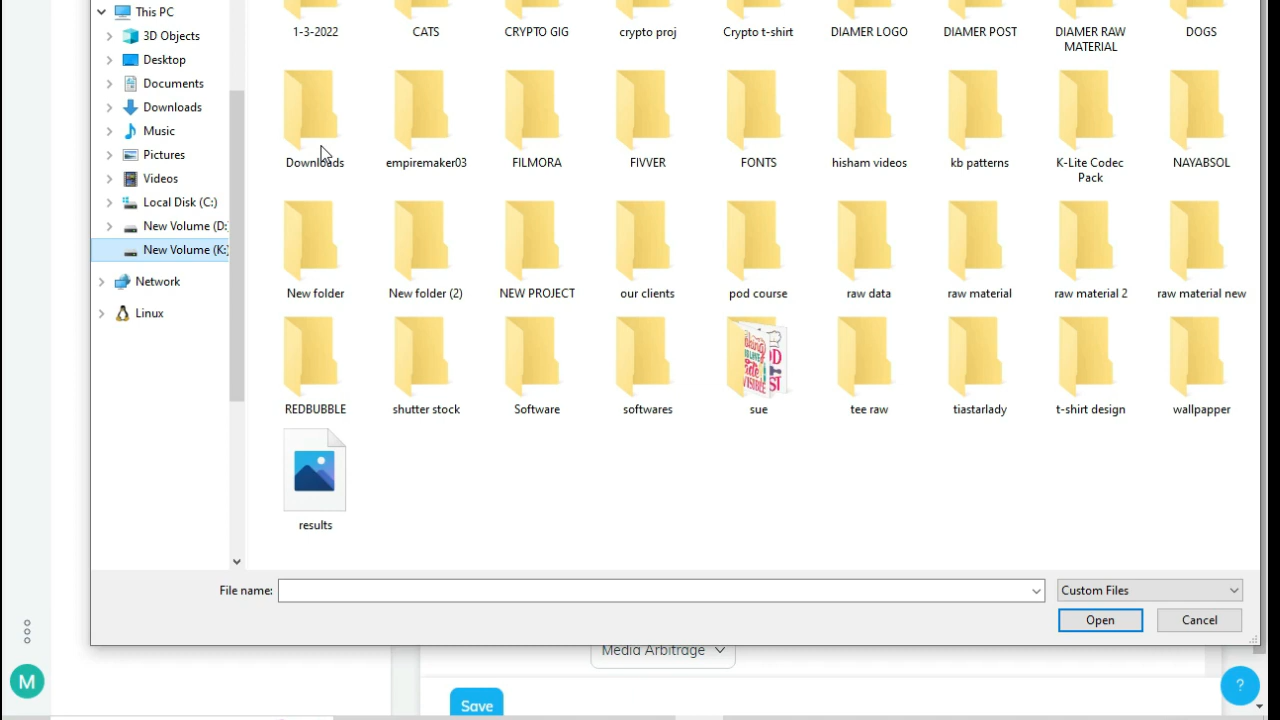 This PC
3D Objects
Desktop
Documents
Downloads
Music
Pictures
Videos
Local Disk (C:)
New Volume (D:
New Volume (K:)
Network
Linux
1-3-2022
CATS
CRYPTO GIG
crypto proj
Crypto t-shirt
DIAMER LOGO
DIAMER POST
DIAMER RAW
MATERIAL
DOGS
Downloads
empiremaker03
FILMORA
FIVVER
FONTS
hisham videos
kb patterns
K-Lite Codec
Pack
NAYABSOL
New folder
New folder (2)
NEW PROJECT
our clients
pod course
raw data
raw material
raw material 2
raw material new
REDBUBBLE
shutter stock
Software
softwares
sue
tee raw
tiastarlady
t-shirt design
wallpapper
results
File name:
Custom Files
Open
Cancel
Media Arbitrage
M
?
Save